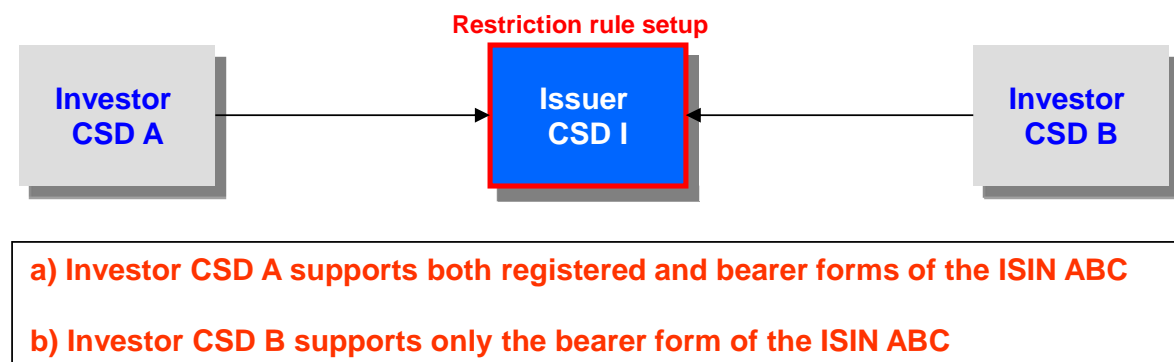 Restriction rule setup
Investor
CSD A
Issuer
CSD I
Investor
CSD B
a) Investor CSD A supports both registered and bearer forms of the ISIN ABC
b) Investor CSD B supports only the bearer form of the ISIN ABC